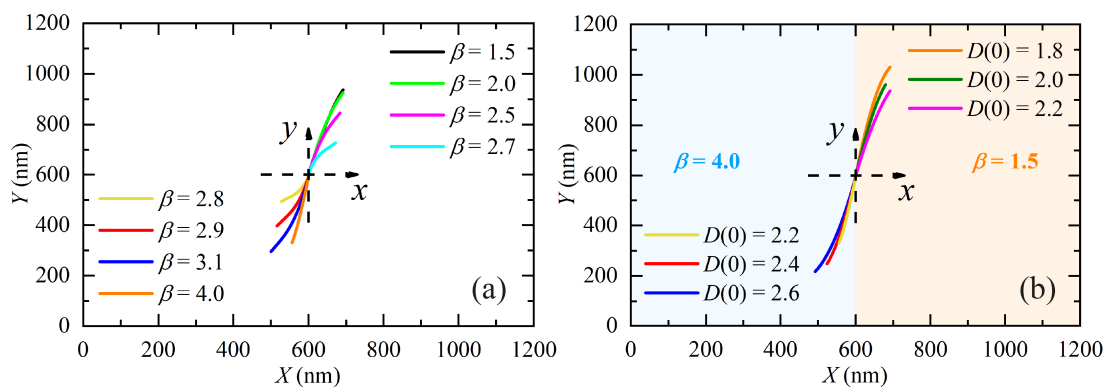 1200
1000
800
600
400
200
0
Y (nm)
β = 1.5
β = 2.0
β = 2.5
β = 2.7
y
x
β = 2.8
β = 2.9
β = 3.1
β = 4.0
(a)
0 200 400 600 800 1000 1200
X (nm)
1200
1000
800
600
400
200
0
Y (nm)
D(0) = 1.8
D(0) = 2.0
D(0) = 2.2
y
β = 4.0
β = 1.5
x
D(0) = 2.2
D(0) = 2.4
D(0) = 2.6
(b)
0 200 400 600 800 1000 1200
X (nm)